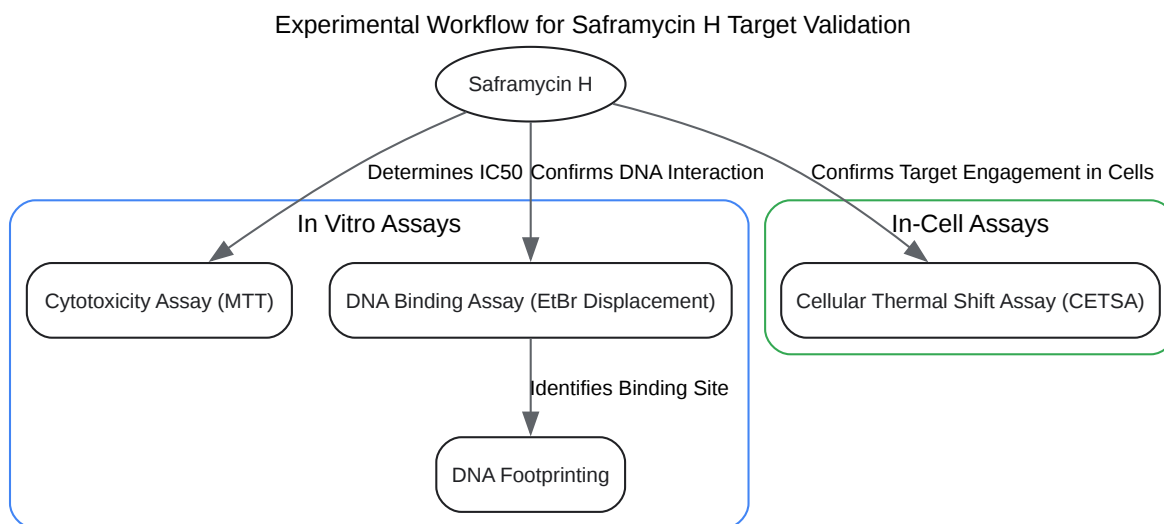 Experimental Workflow for Saframycin H Target Validation
Saframycin H
Determines IC50
Confirms DNA Interaction
Confirms Target Engagement in Cells
In Vitro Assays
In-Cell Assays
Cytotoxicity Assay (MTT)
DNA Binding Assay (EtBr Displacement)
Cellular Thermal Shift Assay (CETSA)
Identifies Binding Site
DNA Footprinting